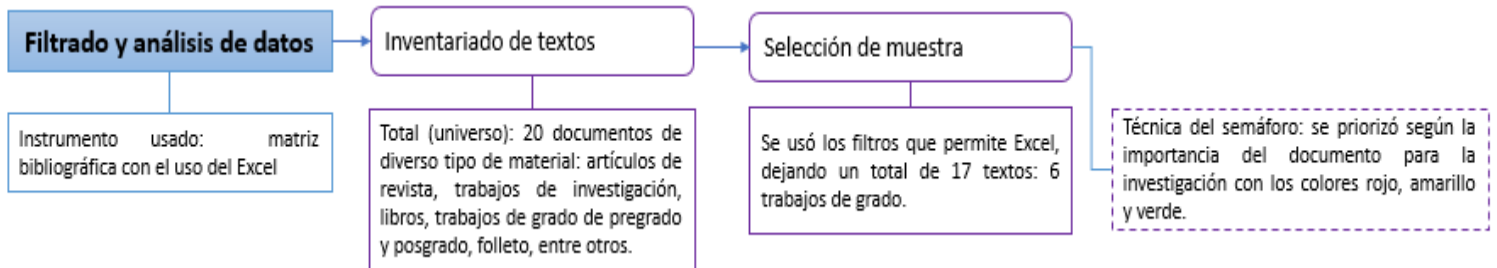 Filtrado y análisis de datos
Inventariado de textos
Selección de muestra
Instrumento usado: matriz
bibliográfica con el uso del Excel
Total (universo): 20 documentos de
diverso tipo de material: artículos de
revista, trabajos de investigación,
libros, trabajos de grado de pregrado
y posgrado, folleto, entre otros.
Se usó los filtros que permite Excel,
dejando un total de 17 textos: 6
trabajos de grado.
Técnica del semáforo: se priorizó según la
importancia del documento para la
investigación con los colores rojo, amarillo
y verde.